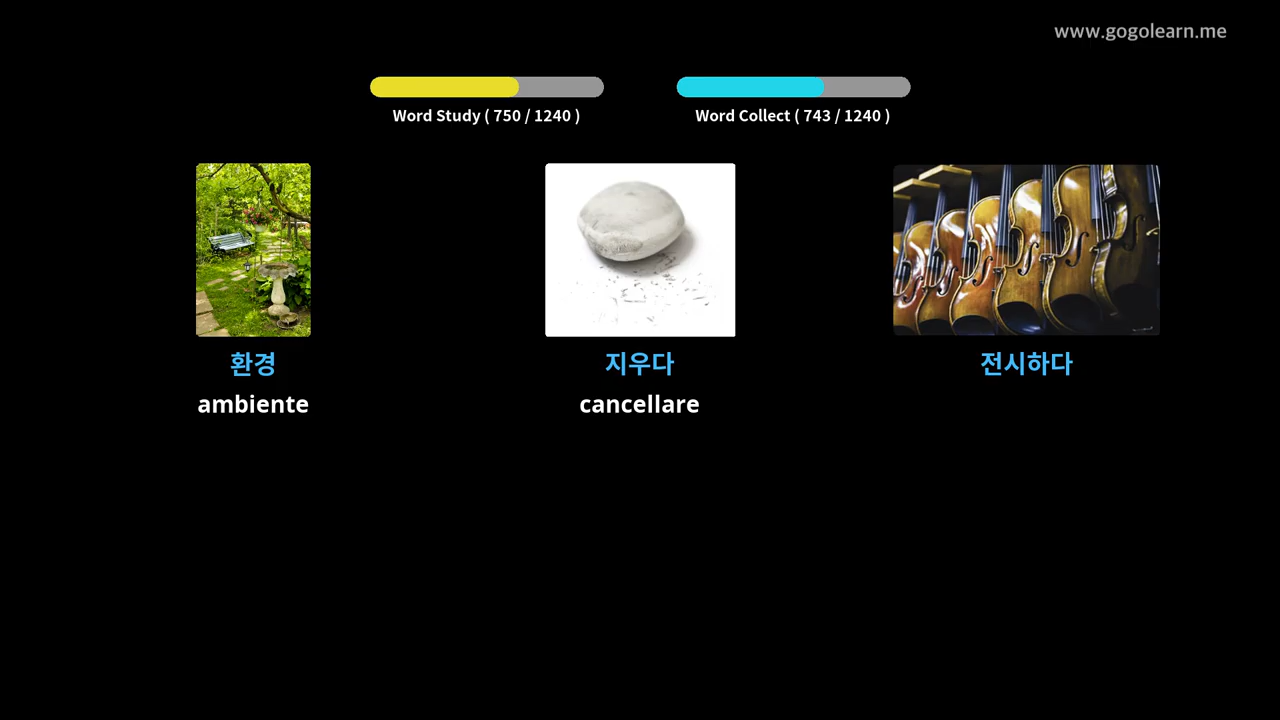 www.gogolearn.me
Word Study ( 750 / 1240 )
Word Collect ( 743 / 1240 )
환경
ambiente
지우다
cancellare
전시하다